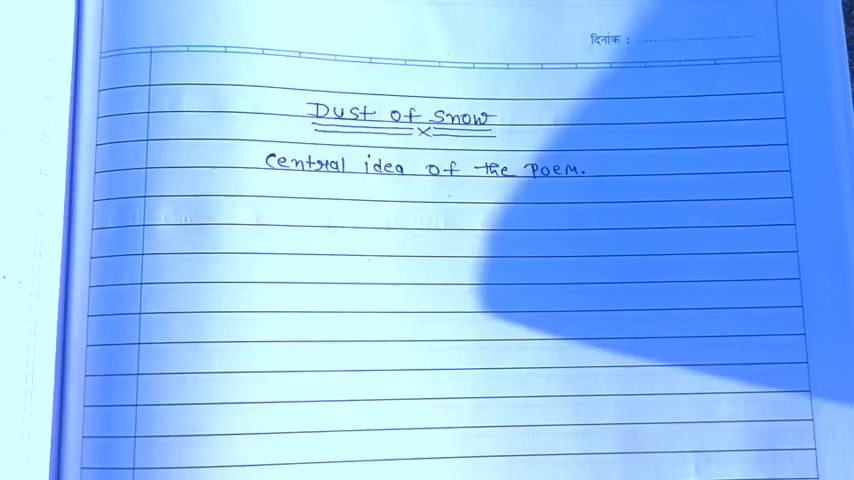 दिनांक : ........................................
Dust of snow
x
Central idea of the Poem.